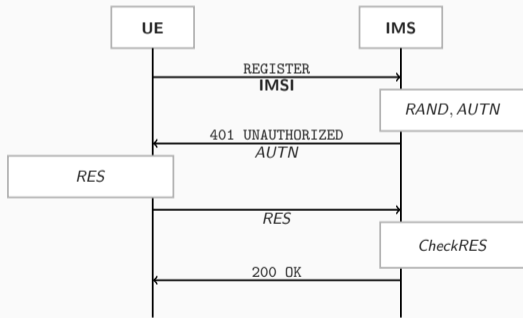 UE
IMS
REGISTER
IMSI
RAND, AUTN
401 UNAUTHORIZED
AUTN
RES
RES
CheckRES
200 OK